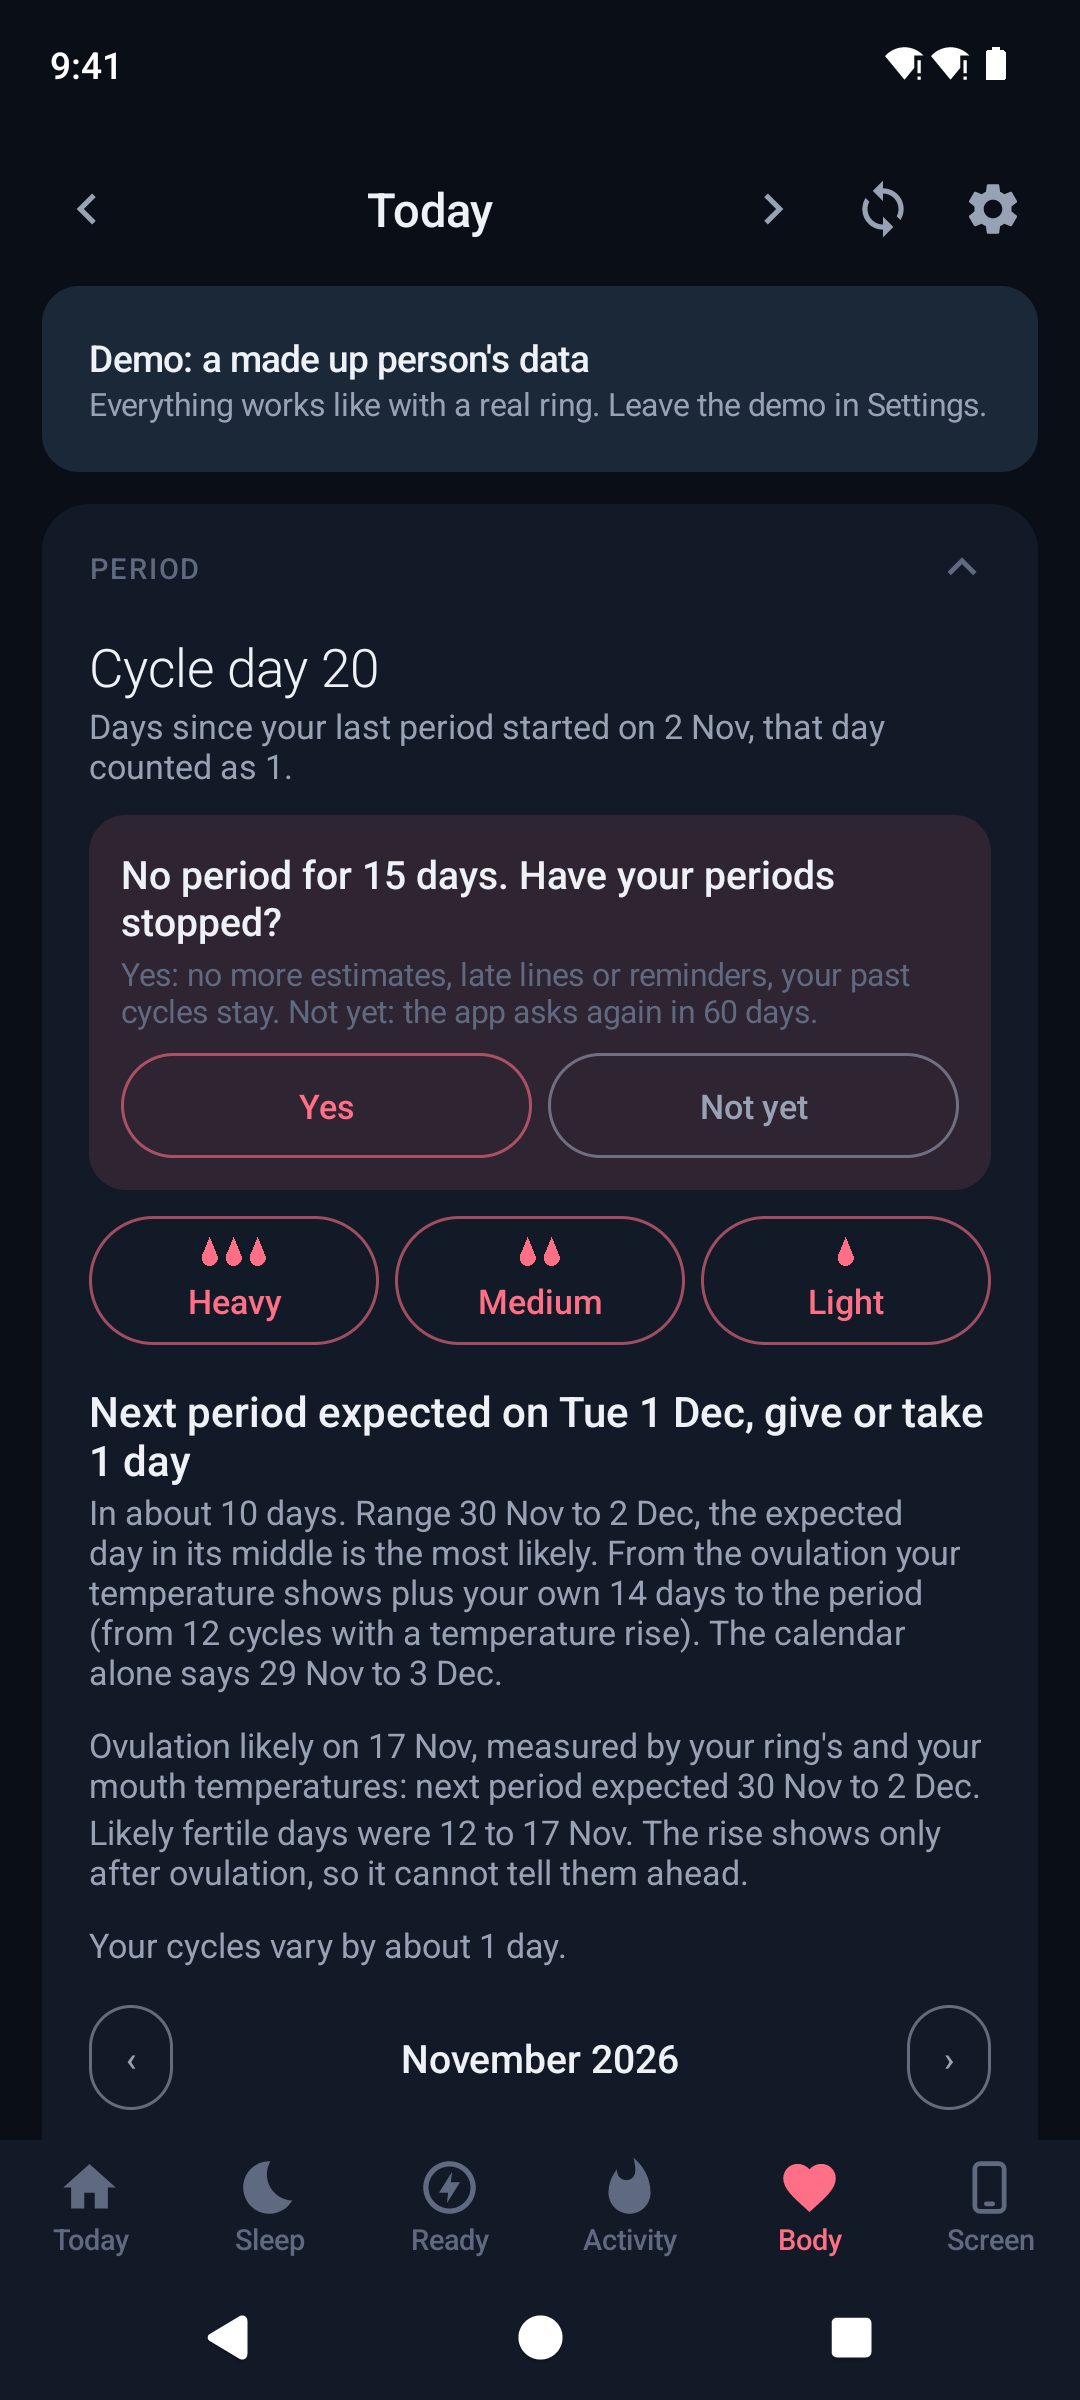 9:41
Today
Demo: a made up person's data
Everything works like with a real ring. Leave the demo in Settings.
PERIOD
Cycle day 20
Days since your last period started on 2 Nov, that day
counted as 1.
No period for 15 days. Have your periods
stopped?
Yes: no more estimates, late lines or reminders, your past
cycles stay. Not yet: the app asks again in 60 days.
Yes
Not yet
Heavy
Medium
Light
Next period expected on Tue 1 Dec, give or take
1 day
In about 10 days. Range 30 Nov to 2 Dec, the expected
day in its middle is the most likely. From the ovulation your
temperature shows plus your own 14 days to the period
(from 12 cycles with a temperature rise). The calendar
alone says 29 Nov to 3 Dec.
Ovulation likely on 17 Nov, measured by your ring's and your
mouth temperatures: next period expected 30 Nov to 2 Dec.
Likely fertile days were 12 to 17 Nov. The rise shows only
after ovulation, so it cannot tell them ahead.
Your cycles vary by about 1 day.
‹
November 2026
›
Today
Sleep
Ready
Activity
Body
Screen